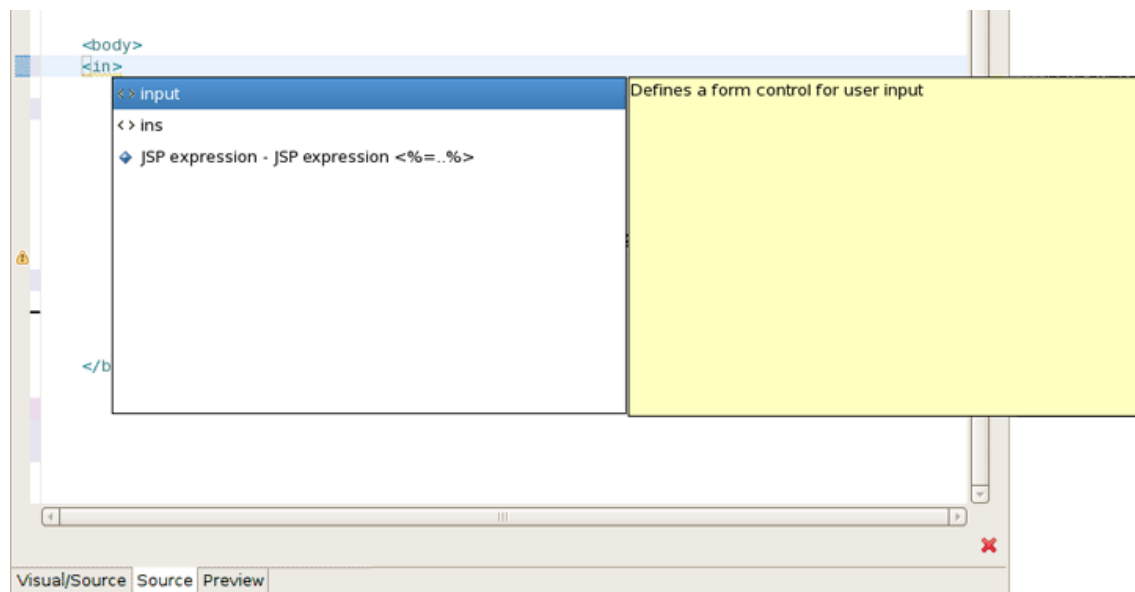 <body>
<in>
input
Defines a form control for user input
ins
JSP expression - JSP expression <%=..%>
</b
Visual/Source Source Preview